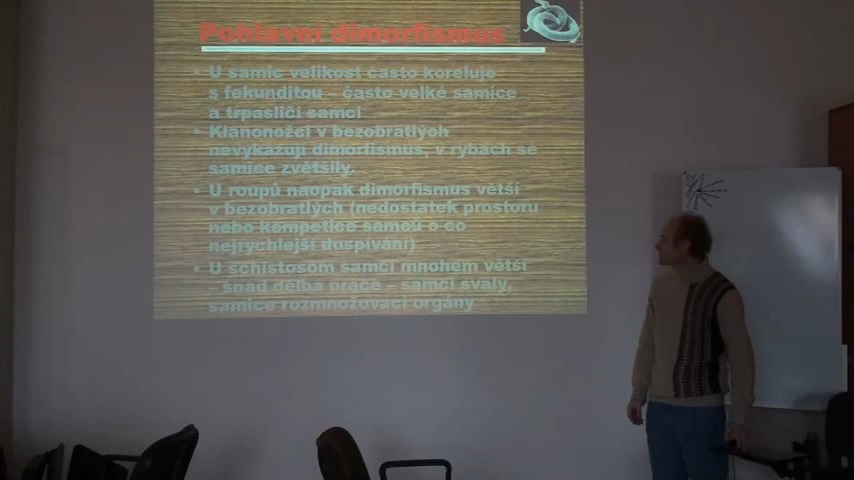 Pohlavní dimorfismus
• U samic velikost často koreluje
s fekunditou – často velké samice
a trpasličí samci
• Klanonožci v bezobratlých
nevykazují dimorfismus, v rybách se
samice zvětšily.
• U roupů naopak dimorfismus větší
v bezobratlých (nedostatek prostoru
nebo kompetice samců o co
nejrychlejší dospívání)
• U schistosom samci mnohem větší
– snad dělba práce – samci svaly,
samice rozmnožovací orgány